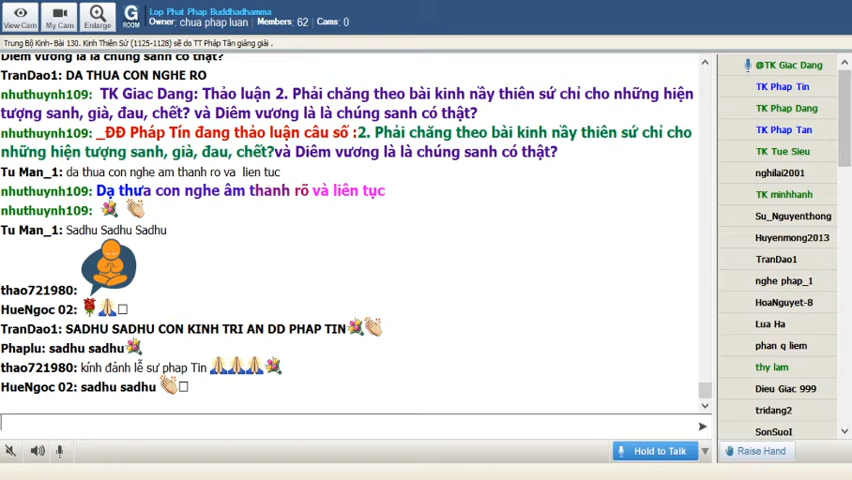 View Cam
My Cams
Enlarge
G
ROOM
Lop Phat Phap Buddhadhamma
Owner: chua phap luan Members: 62 Cams: 0
Trung Bộ Kinh- Bài 130. Kinh Thiên Sứ (1125-1128) sẽ do TT Pháp Tân giảng giải .
Diêm vương là là chúng sanh có thật?
TranDao1: DA THUA CON NGHE RO
nhuthuynh109: TK Giac Dang: Thảo luận 2. Phải chăng theo bài kinh nầy thiên sứ chỉ cho những hiện
tượng sanh, già, đau, chết? và Diêm vương là là chúng sanh có thật?
nhuthuynh109: _ĐĐ Pháp Tín đang thảo luận câu số :2. Phải chăng theo bài kinh nầy thiên sứ chỉ cho
những hiện tượng sanh, già, đau, chết?và Diêm vương là là chúng sanh có thật?
Tu Man_1: da thua con nghe am thanh ro va lien tuc
nhuthuynh109: Dạ thưa con nghe âm thanh rõ và liên tục
nhuthuynh109:
Tu Man_1: Sadhu Sadhu Sadhu
thao721980:
HueNgoc 02:
TranDao1: SADHU SADHU CON KINH TRI AN DD PHAP TIN
Phaplu: sadhu sadhu
thao721980: kính đảnh lễ sư phap Tin
HueNgoc 02: sadhu sadhu
@TK Giac Dang
TK Phap Tin
TK Phap Dang
TK Phap Tan
TK Tue Sieu
nghilai2001
TK minhhanh
Su_Nguyenthong
Huyenmong2013
TranDao1
nghe phap_1
HoaNguyet-8
Lua Ha
phan q liem
thy lam
Dieu Giac 999
tridang2
SonSuoI
Hold to Talk
Raise Hand